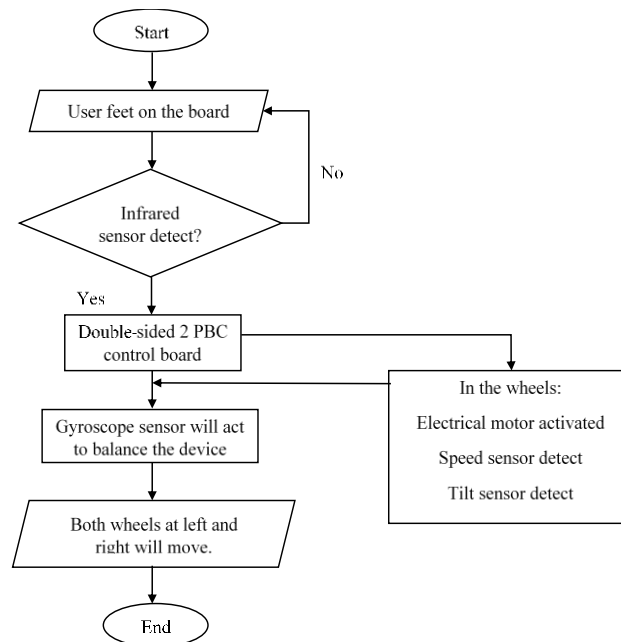 Start
User feet on the board
No
Infrared
sensor detect?
Yes
Double-sided 2 PBC
control board
In the wheels:
Electrical motor activated
Speed sensor detect
Tilt sensor detect
Gyroscope sensor will act
to balance the device
Both wheels at left and
right will move.
End